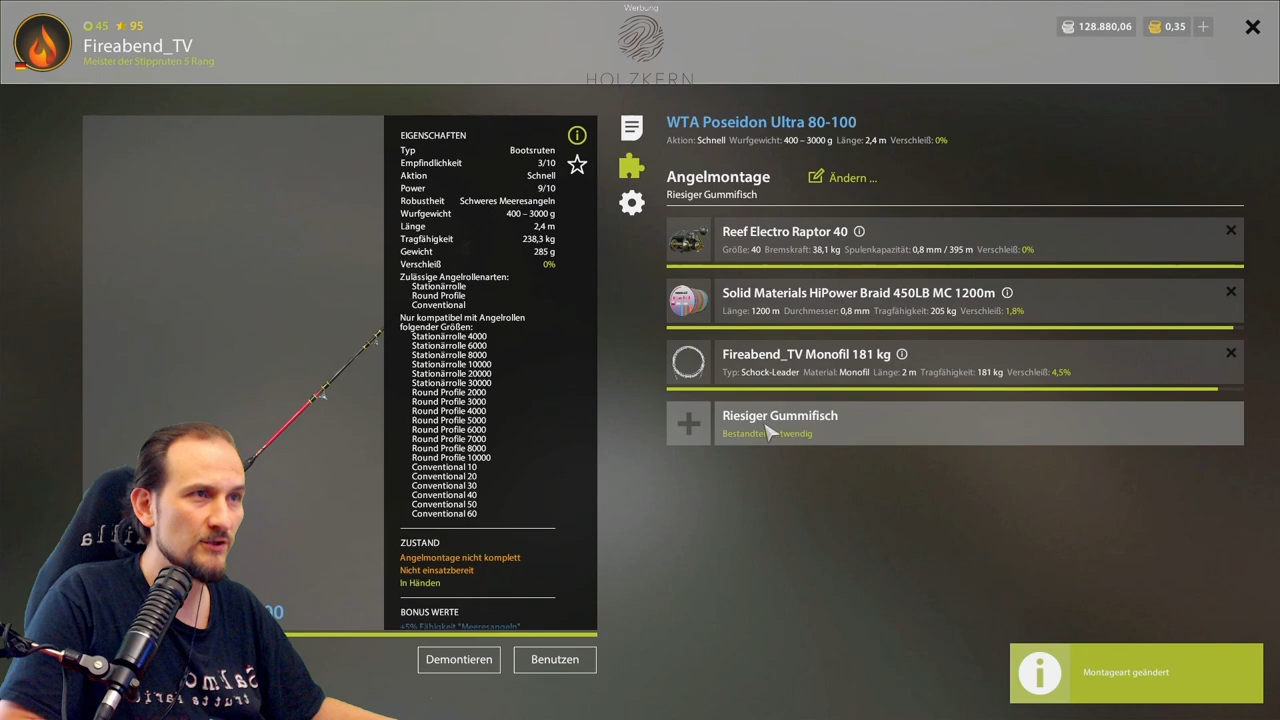 Werbung
45 95
Fireabend_TV
Meister der Stippruten 5 Rang
HOLZKERN
128.880,06
0,35
EIGENSCHAFTEN
Typ Bootsruten
Empfindlichkeit 3/10
Aktion Schnell
Power 9/10
Robustheit Schweres Meeresangeln
Wurfgewicht 400 – 3000 g
Länge 2,4 m
Tragfähigkeit 238,3 kg
Gewicht 285 g
Verschleiß 0%
Zulässige Angelrollenarten:
Stationärrolle
Round Profile
Conventional
Nur kompatibel mit Angelrollen
folgender Größen:
Stationärrolle 4000
Stationärrolle 6000
Stationärrolle 8000
Stationärrolle 10000
Stationärrolle 20000
Stationärrolle 30000
Round Profile 2000
Round Profile 3000
Round Profile 4000
Round Profile 5000
Round Profile 6000
Round Profile 7000
Round Profile 8000
Round Profile 10000
Conventional 10
Conventional 20
Conventional 30
Conventional 40
Conventional 50
Conventional 60
ZUSTAND
Angelmontage nicht komplett
Nicht einsatzbereit
In Händen
BONUS WERTE
+5% Fähigkeit "Meeresangeln"
Demontieren
Benutzen
WTA Poseidon Ultra 80-100
Aktion: Schnell Wurfgewicht: 400 – 3000 g Länge: 2,4 m Verschleiß: 0%
Angelmontage
Ändern ...
Riesiger Gummifisch
Reef Electro Raptor 40
Größe: 40 Bremskraft: 38,1 kg Spulenkapazität: 0,8 mm / 395 m Verschleiß: 0%
Solid Materials HiPower Braid 450LB MC 1200m
Länge: 1200 m Durchmesser: 0,8 mm Tragfähigkeit: 205 kg Verschleiß: 1,8%
Fireabend_TV Monofil 181 kg
Typ: Schock-Leader Material: Monofil Länge: 2 m Tragfähigkeit: 181 kg Verschleiß: 4,5%
Riesiger Gummifisch
Montageart geändert